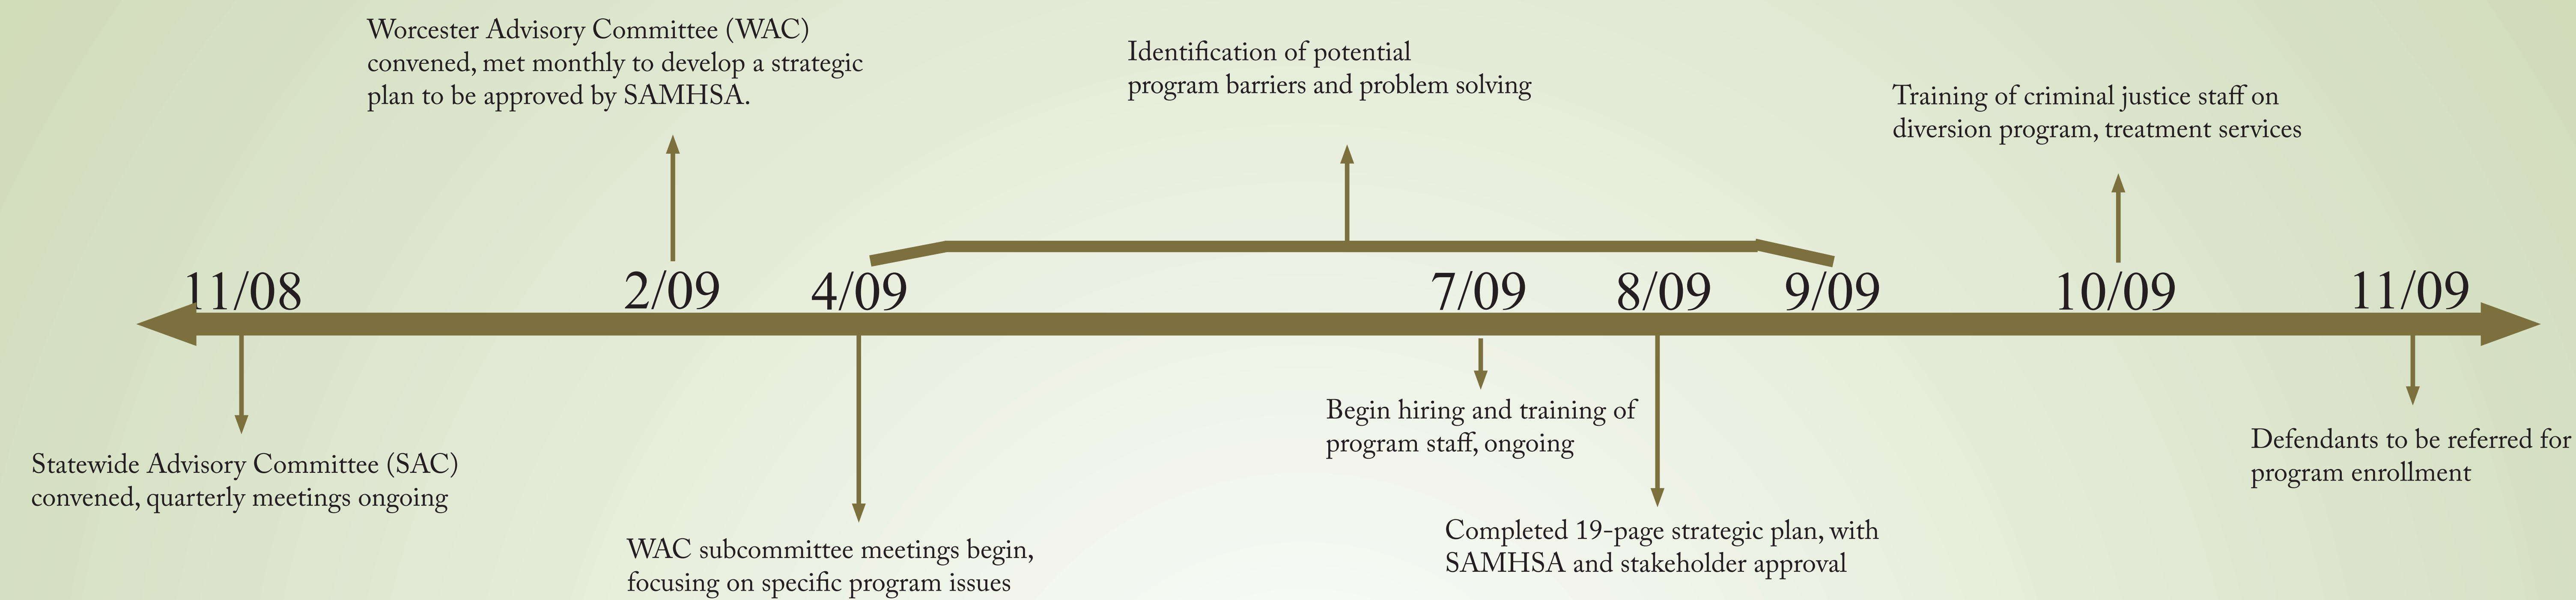 Worcester Advisory Committee (WAC)
convened, met monthly to develop a strategic
plan to be approved by SAMHSA.
Identification of potential
program barriers and problem solving
Training of criminal justice staff on
diversion program, treatment services
11/08
2/09
4/09
7/09
8/09
9/09
10/09
11/09
Statewide Advisory Committee (SAC)
convened, quarterly meetings ongoing
WAC subcommittee meetings begin,
focusing on specific program issues
Begin hiring and training of
program staff, ongoing
Completed 19-page strategic plan, with
SAMHSA and stakeholder approval
Defendants to be referred for
program enrollment